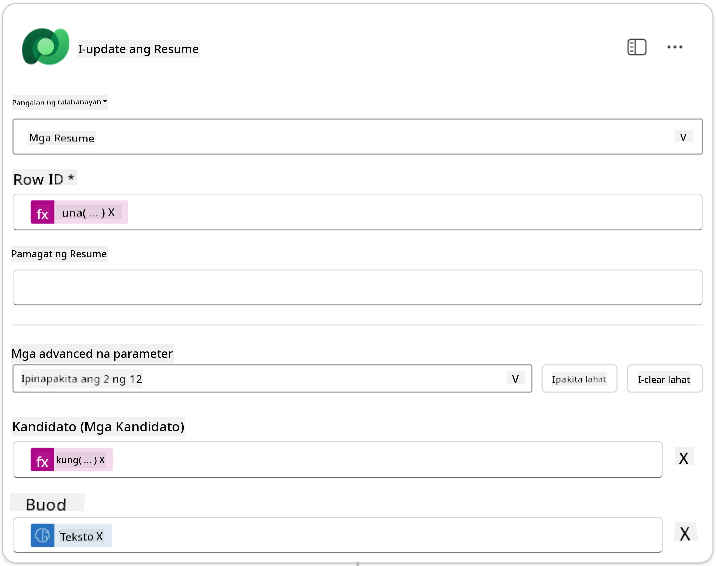 I-update ang Resume
Pangalan ng talahanayan *
Mga Resume
V
Row ID *
fx una( ... ) X
Pamagat ng Resume
Mga advanced na parameter
Ipinapakita ang 2 ng 12
V
Ipakita lahat
I-clear lahat
Kandidato (Mga Kandidato)
fx kung( ... ) X
X
Buod
Teksto X
X